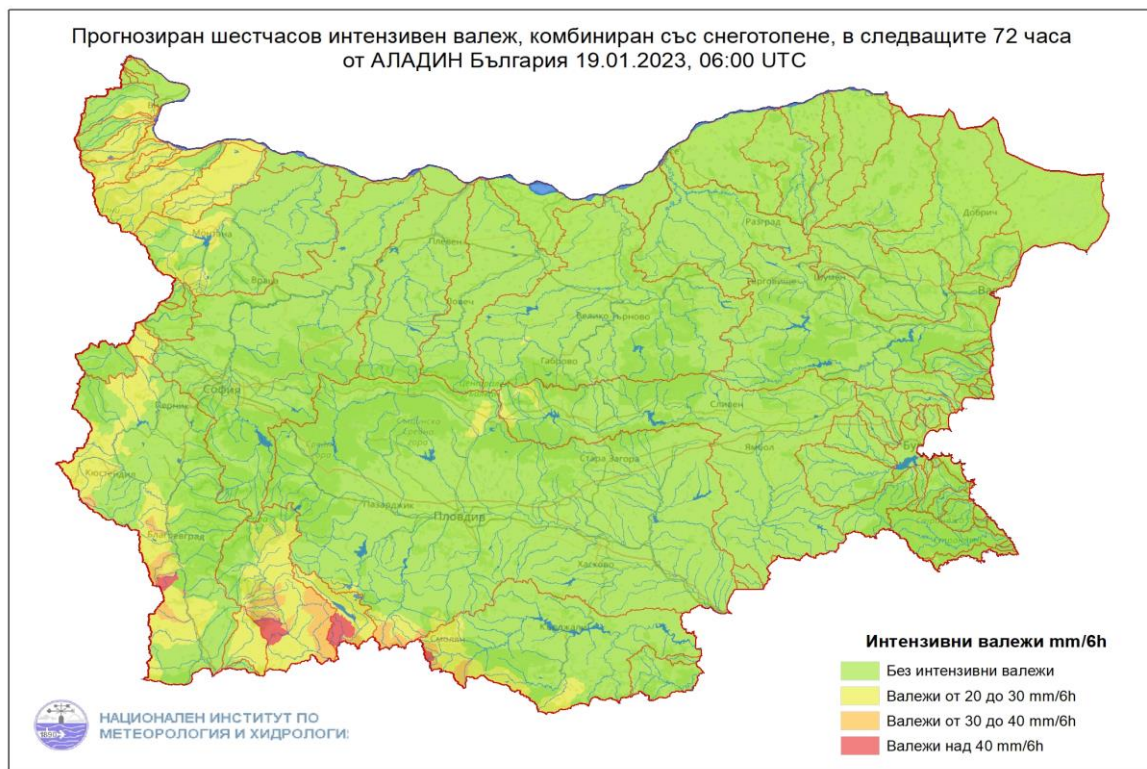 Прогнозиран шестчасов интензивен валеж, комбиниран със снеготопене, в следващите 72 часа
от АЛАДИН България 19.01.2023, 06:00 UTC
Монтана
Враца
Плевен
Ловеч
Велико Търново
Разград
Добрич
Търговище
Шумен
Габрово
София
Перник
Сливен
Ямбол
Стара Загора
Кюстендил
Пазарджик
Пловдив
Благоевград
Хасково
Смолян
Кърджали
Интензивни валежи mm/6h
Без интензивни валежи
Валежи от 20 до 30 mm/6h
Валежи от 30 до 40 mm/6h
Валежи над 40 mm/6h
НАЦИОНАЛЕН ИНСТИТУТ ПО
МЕТЕОРОЛОГИЯ И ХИДРОЛОГИ